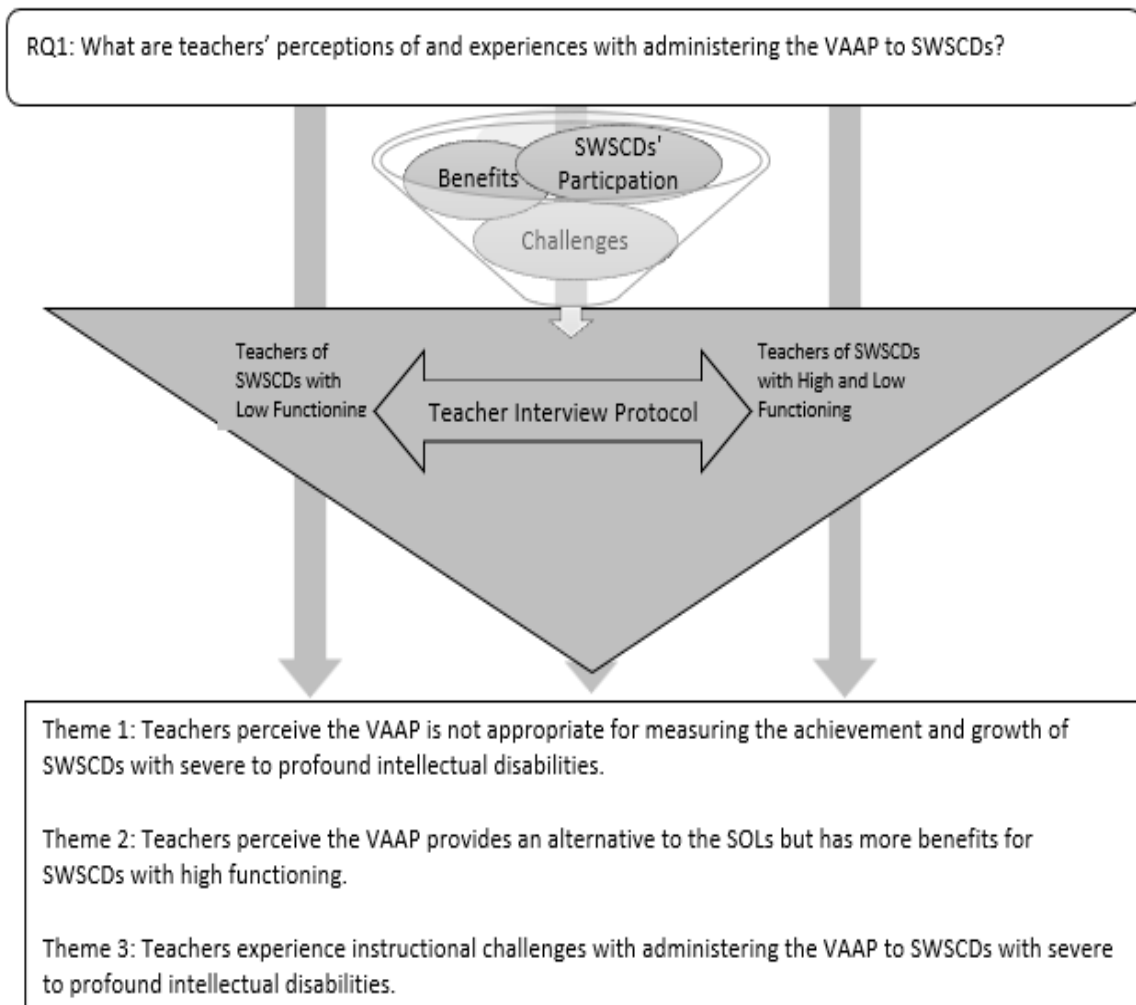 RQ1: What are teachers’ perceptions of and experiences with administering the VAAP to SWSCDs?
SWSCDs'
Particpation
Benefits
Challenges
Teachers of
SWSCDs with
Low Functioning
Teacher Interview Protocol
Teachers of SWSCDs
with High and Low
Functioning
Theme 1: Teachers perceive the VAAP is not appropriate for measuring the achievement and growth of
SWSCDs with severe to profound intellectual disabilities.
Theme 2: Teachers perceive the VAAP provides an alternative to the SOLs but has more benefits for
SWSCDs with high functioning.
Theme 3: Teachers experience instructional challenges with administering the VAAP to SWSCDs with severe
to profound intellectual disabilities.